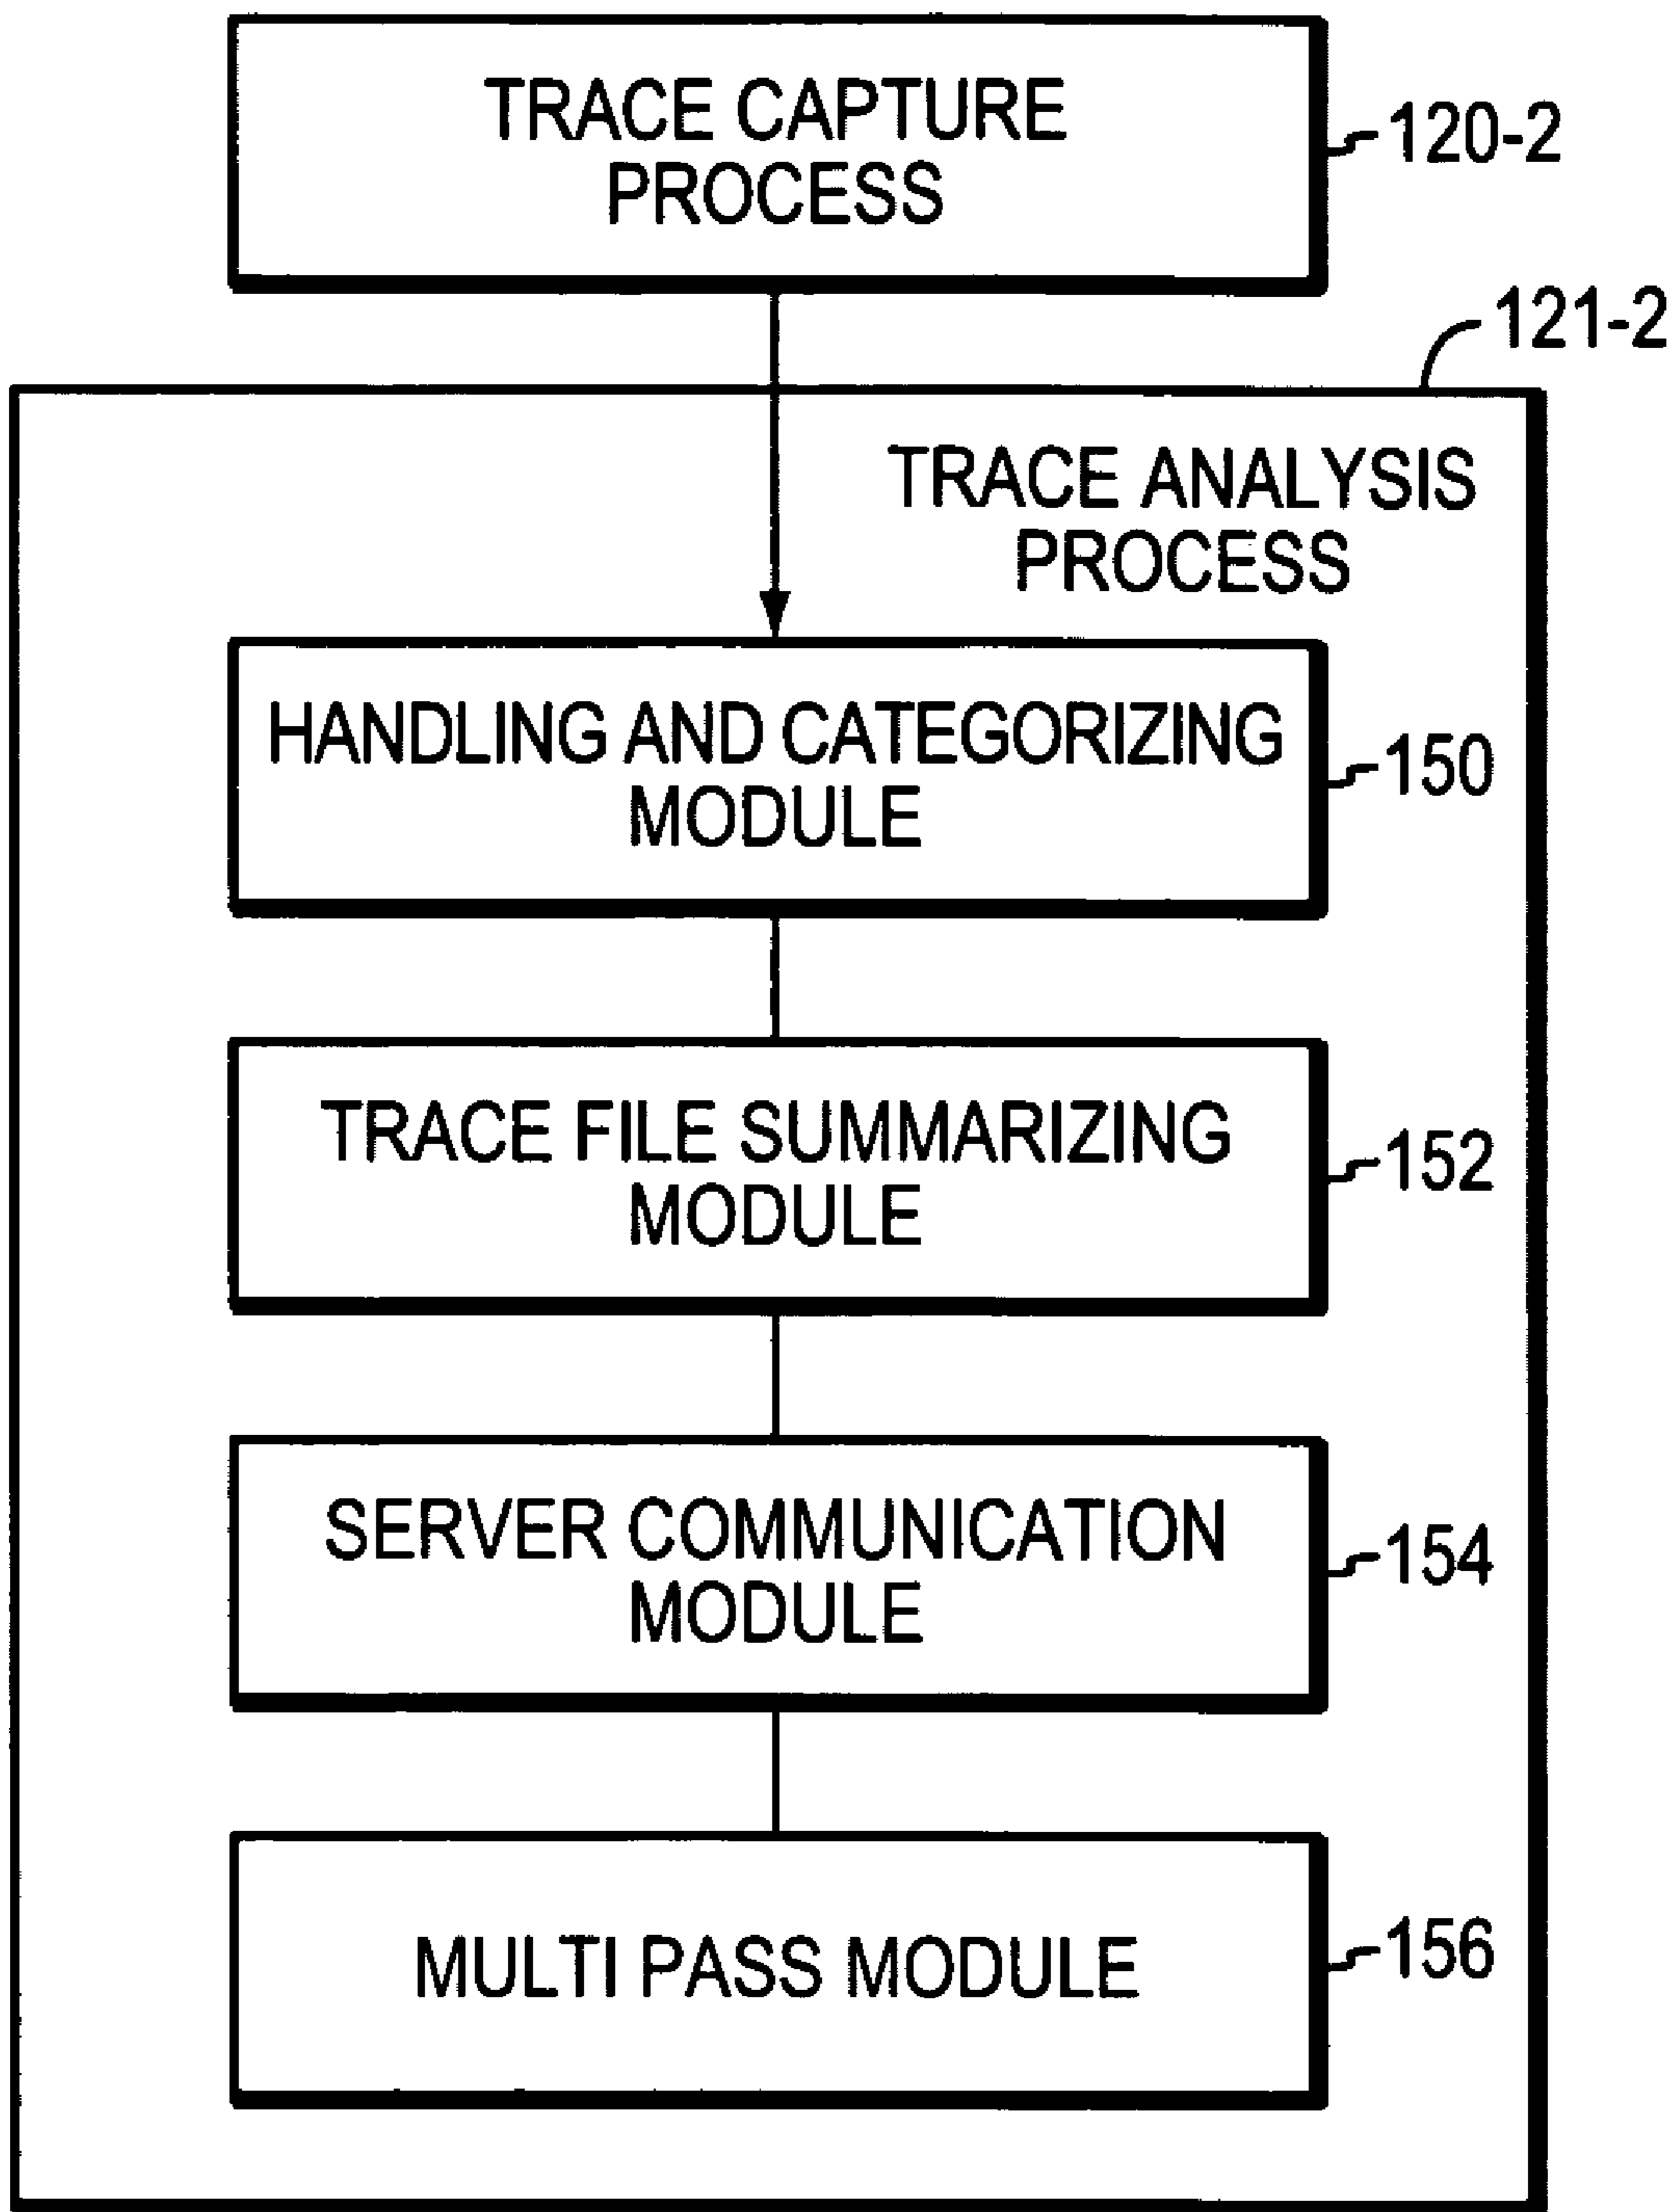 TRACE CAPTURE
PROCESS
120-2
121-2
TRACE ANALYSIS
PROCESS
HANDLING AND CATEGORIZING
MODULE
150
TRACE FILE SUMMARIZING
MODULE
152
SERVER COMMUNICATION
MODULE
154
MULTI PASS MODULE
156